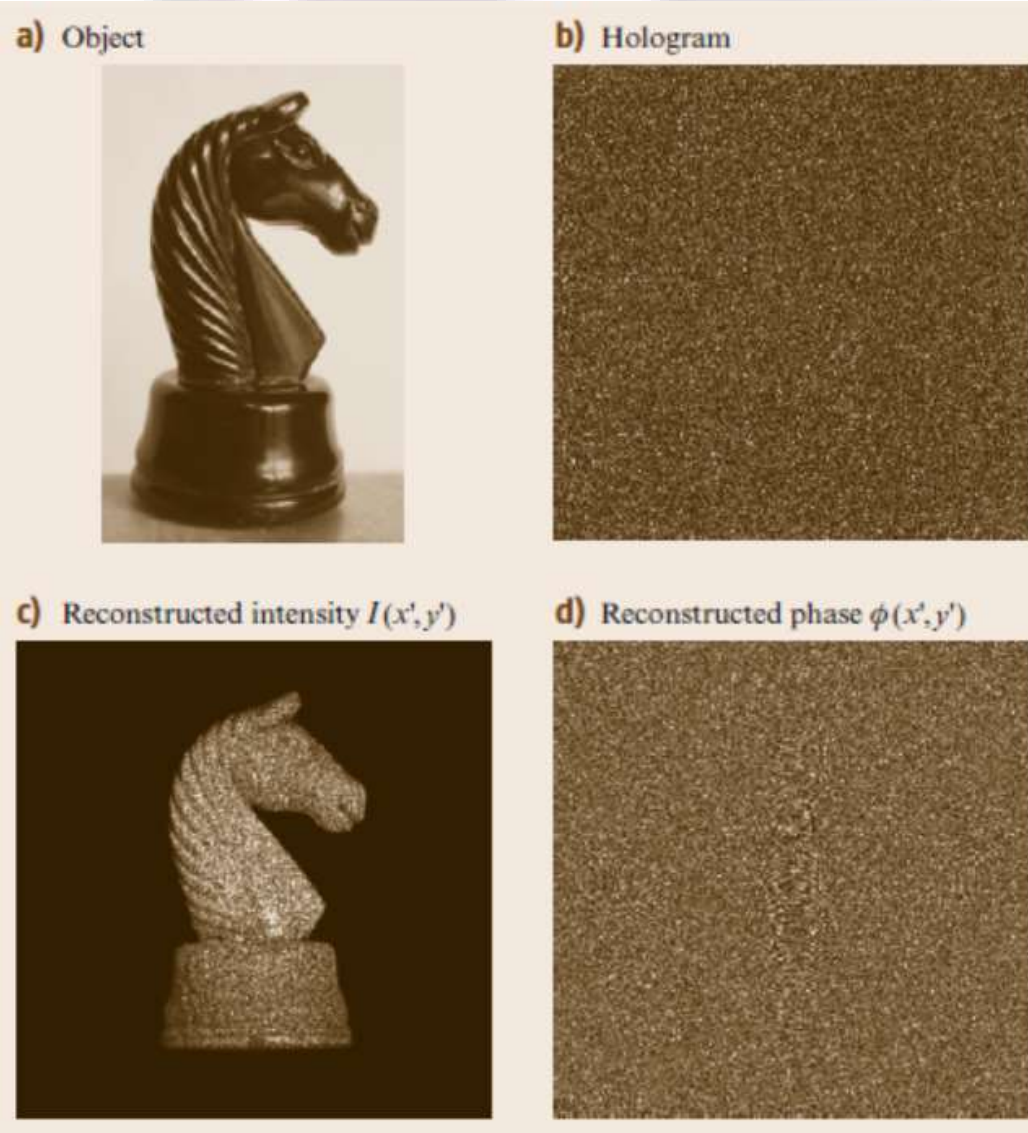 a) Object
b) Hologram
c) Reconstructed intensity I(x',y')
d) Reconstructed phase ϕ(x',y')